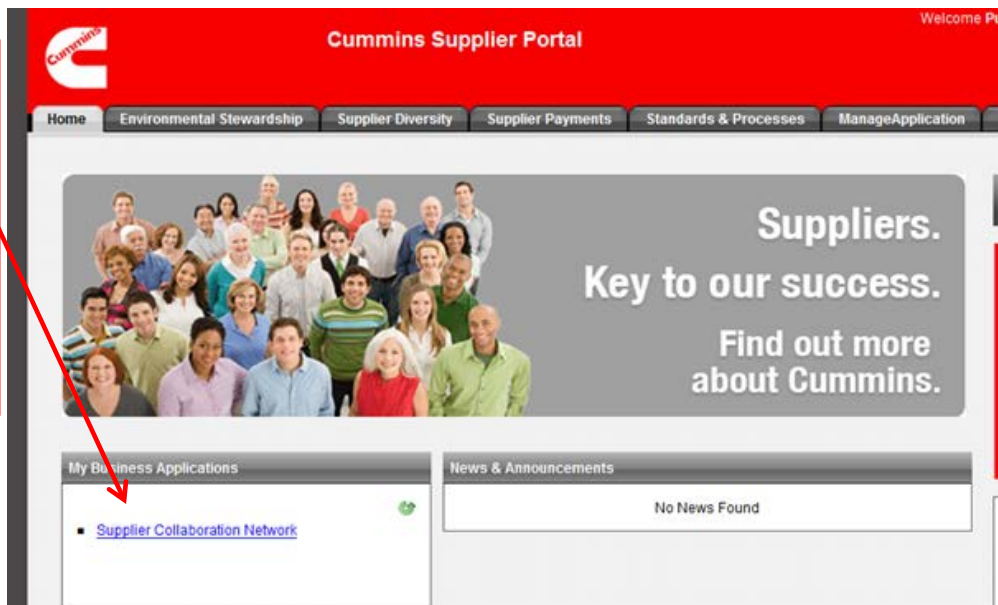 Welcome
Cummins
Cummins Supplier Portal
Home
Environmental Stewardship
Supplier Diversity
Supplier Payments
Standards & Processes
ManageApplication
Suppliers.
Key to our success.
Find out more
about Cummins.
My Business Applications
News & Announcements
No News Found
Supplier Collaboration Network